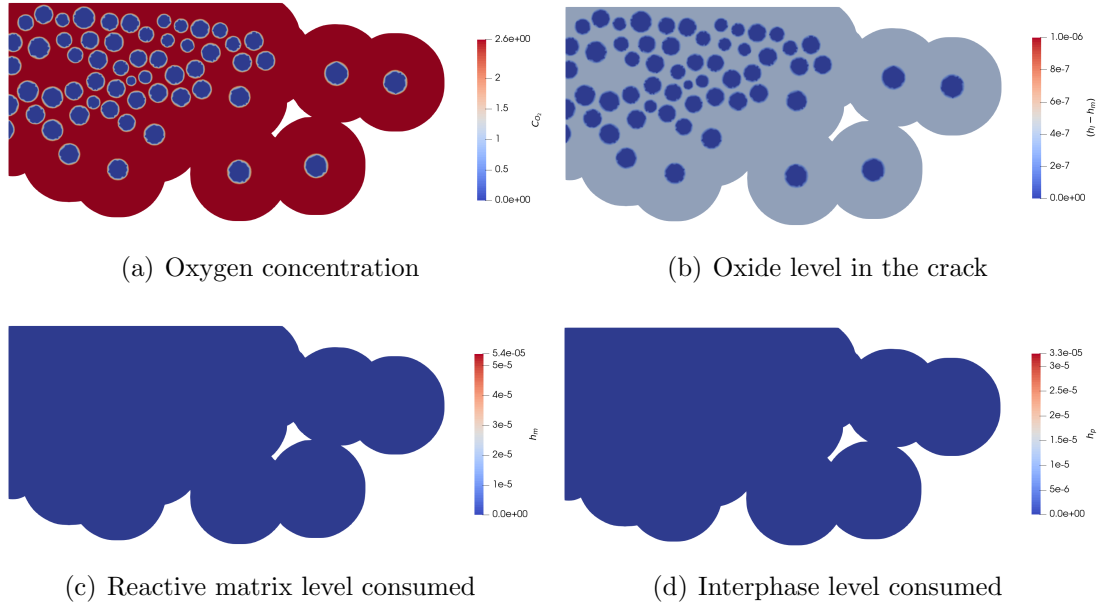 2.6e+00
2
1.5
1
0.5
0.0e+00
C_{O_2}
(a) Oxygen concentration
1.0e-06
8e-7
6e-7
4e-7
2e-7
0.0e+00
(h_l − h_m)
(b) Oxide level in the crack
5.4e-05
5e-5
4e-5
3e-5
2e-5
1e-5
0.0e+00
h_m
(c) Reactive matrix level consumed
3.3e-05
3e-5
2.5e-5
2e-5
1.5e-5
1e-5
5e-6
0.0e+00
h_p
(d) Interphase level consumed